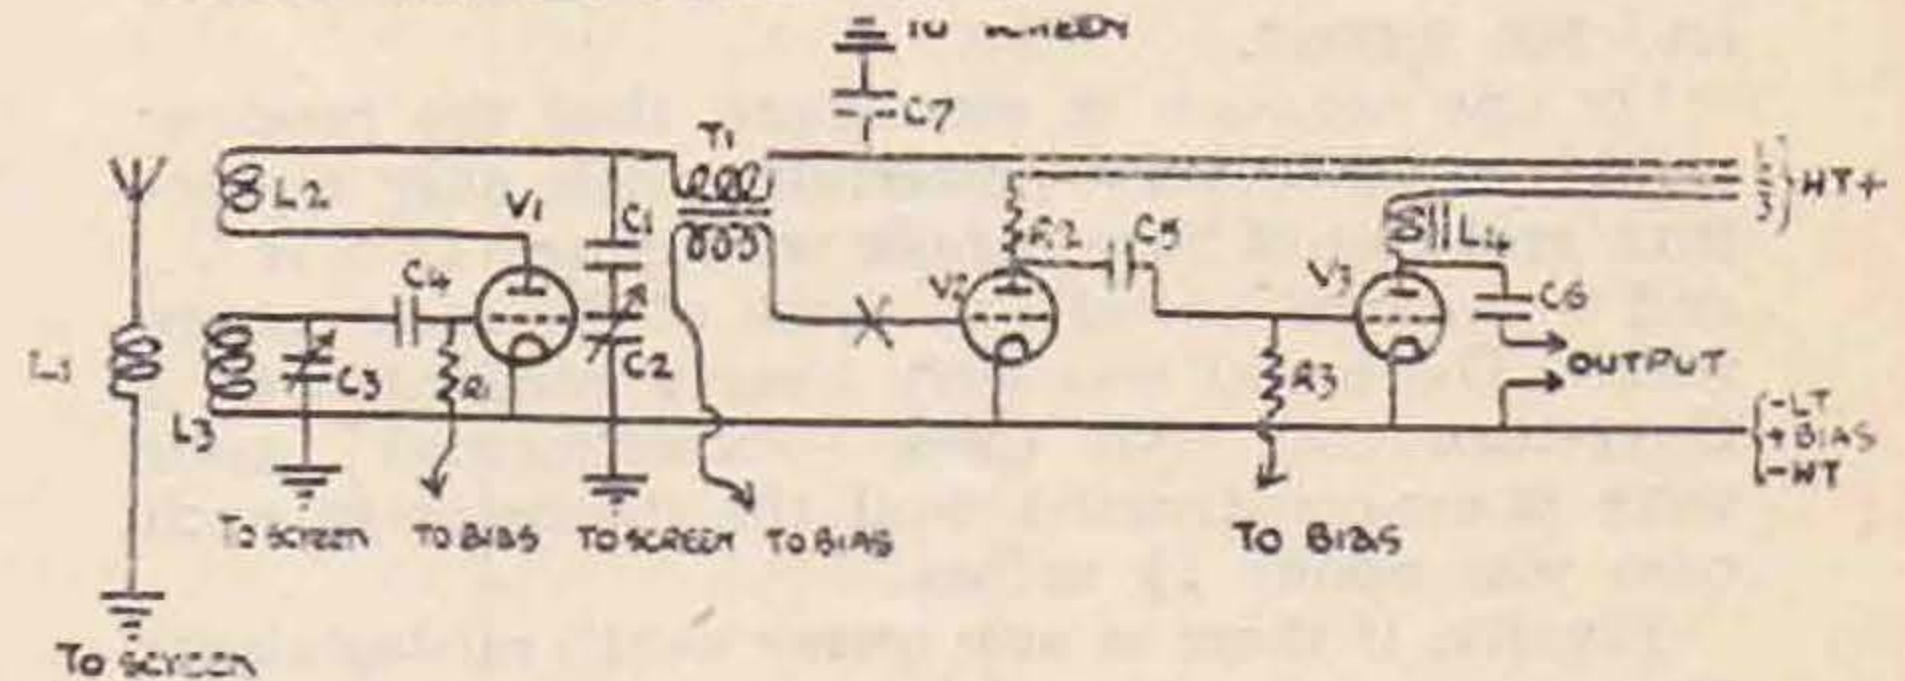 C7
T1
L2
V1
C1
R2
C5
L4
HT+
C4
V2
V3
C6
L1
C3
R1
C2
R3
OUTPUT
L3
-LT
+ BIAS
-HT
TO SCREEN
TO BIAS
TO SCREEN
TO BIAS
TO BIAS
TO SCREEN